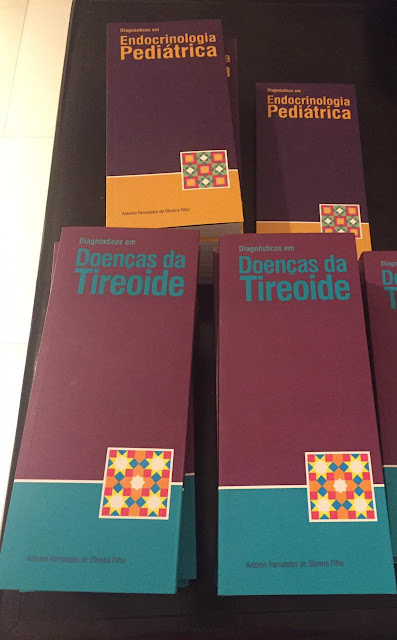 Diagnósticos em
Endocrinologia
Pediátrica
Antonio Fernandes de Oliveira Filho
Diagnósticos em
Endocrinologia
Pediátrica
Diagnósticos em
Doenças da
Tireoide
Antonio Fernandes de Oliveira Filho
Diagnósticos em
Doenças da
Tireoide
Antonio Fernandes de Oliveira Filho